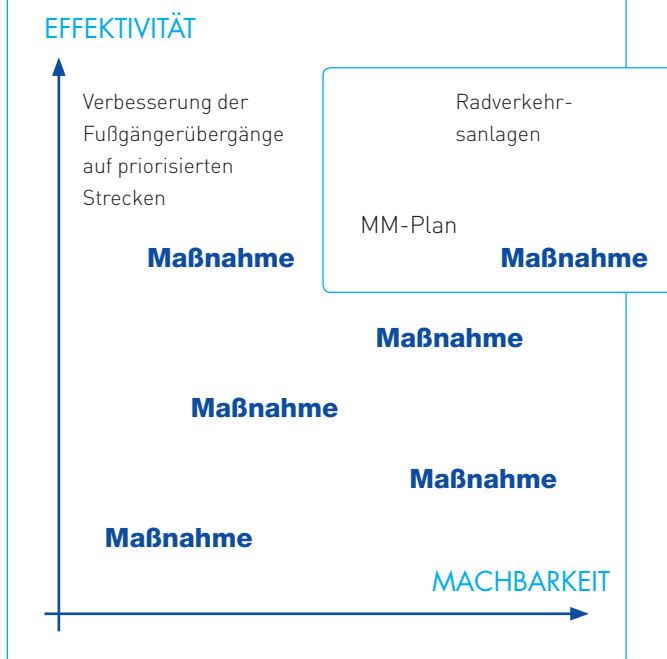 EFFEKTIVITÄT
Verbesserung der
Fußgängerübergänge
auf priorisierten
Strecken
Radverkehr-
sanlagen
MM-Plan
Maßnahme
Maßnahme
Maßnahme
Maßnahme
Maßnahme
Maßnahme
MACHBARKEIT